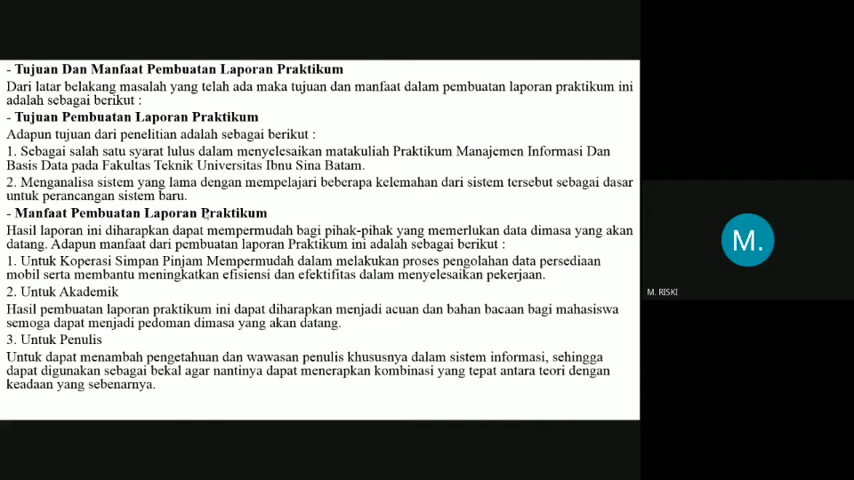 - Tujuan Dan Manfaat Pembuatan Laporan Praktikum
Dari latar belakang masalah yang telah ada maka tujuan dan manfaat dalam pembuatan laporan praktikum ini
adalah sebagai berikut :
- Tujuan Pembuatan Laporan Praktikum
Adapun tujuan dari penelitian adalah sebagai berikut :
1. Sebagai salah satu syarat lulus dalam menyelesaikan matakuliah Praktikum Manajemen Informasi Dan
Basis Data pada Fakultas Teknik Universitas Ibnu Sina Batam.
2. Menganalisa sistem yang lama dengan mempelajari beberapa kelemahan dari sistem tersebut sebagai dasar
untuk perancangan sistem baru.
- Manfaat Pembuatan Laporan Praktikum
Hasil laporan ini diharapkan dapat mempermudah bagi pihak-pihak yang memerlukan data dimasa yang akan
datang. Adapun manfaat dari pembuatan laporan Praktikum ini adalah sebagai berikut :
1. Untuk Koperasi Simpan Pinjam Mempermudah dalam melakukan proses pengolahan data persediaan
mobil serta membantu meningkatkan efisiensi dan efektifitas dalam menyelesaikan pekerjaan.
2. Untuk Akademik
Hasil pembuatan laporan praktikum ini dapat diharapkan menjadi acuan dan bahan bacaan bagi mahasiswa
semoga dapat menjadi pedoman dimasa yang akan datang.
3. Untuk Penulis
Untuk dapat menambah pengetahuan dan wawasan penulis khususnya dalam sistem informasi, sehingga
dapat digunakan sebagai bekal agar nantinya dapat menerapkan kombinasi yang tepat antara teori dengan
keadaan yang sebenarnya.
M.
M. RISKI